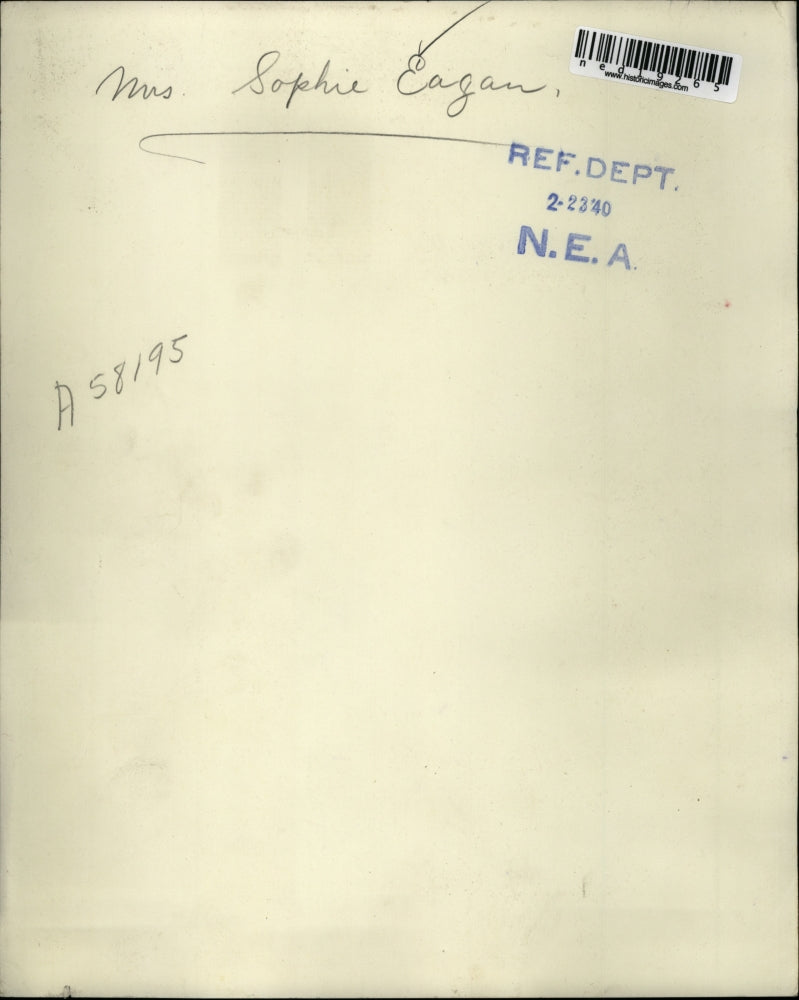 Mrs. Sophie Eagan.
www.historicimages.com
REF. DEPT.
2-23'40
N. E. A.
A 58195